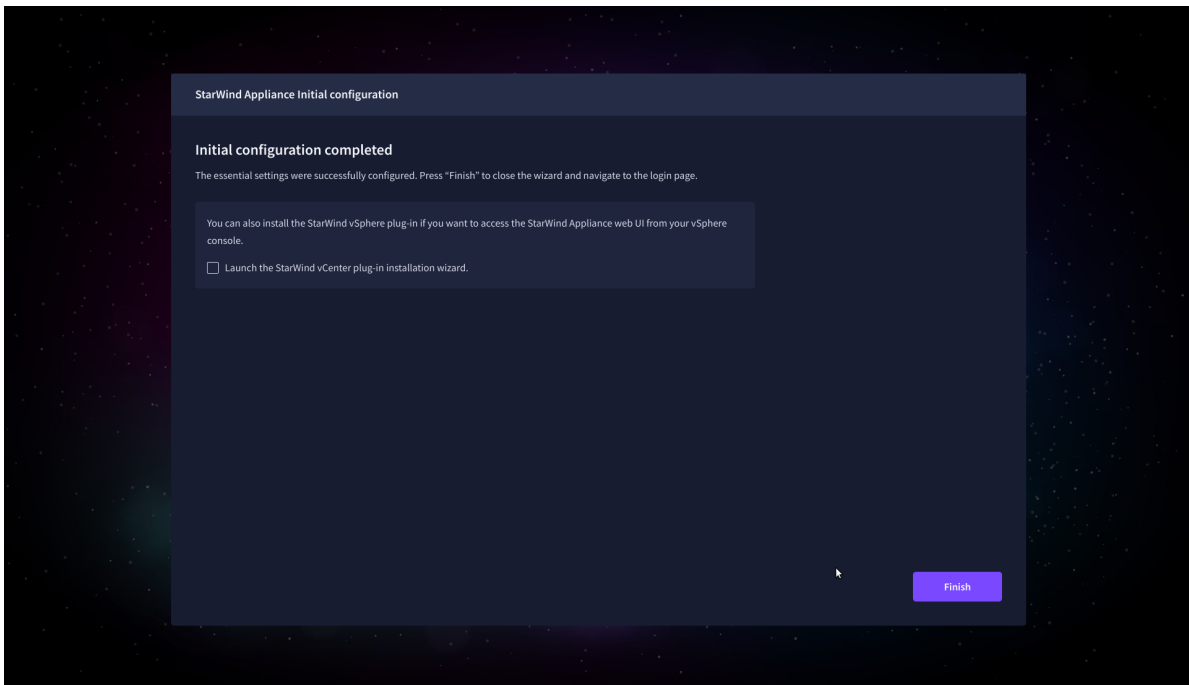 StarWind Appliance Initial configuration
Initial configuration completed
The essential settings were successfully configured. Press “Finish” to close the wizard and navigate to the login page.
You can also install the StarWind vSphere plug-in if you want to access the StarWind Appliance web UI from your vSphere
console.
Launch the StarWind vCenter plug-in installation wizard.
Finish